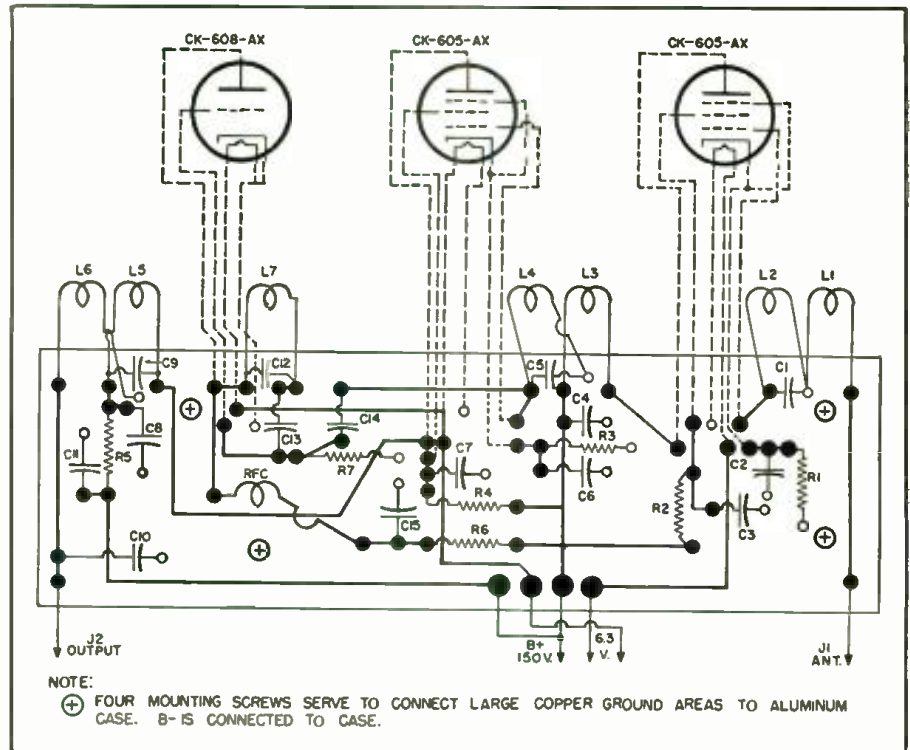 CK-608-AX
CK-605-AX
CK-605-AX
L6
L5
L7
L4
L3
L2
L1
C9
C12
C5
C1
C4
C8
C13
C14
R3
C11
R5
R7
C7
C6
C2
R1
RFC
R4
R2
C3
C15
R6
C10
J2
OUTPUT
B+
150V.
6.3
V.
J1
ANT.
NOTE:
FOUR MOUNTING SCREWS SERVE TO CONNECT LARGE COPPER GROUND AREAS TO ALUMINUM
CASE. B- IS CONNECTED TO CASE.